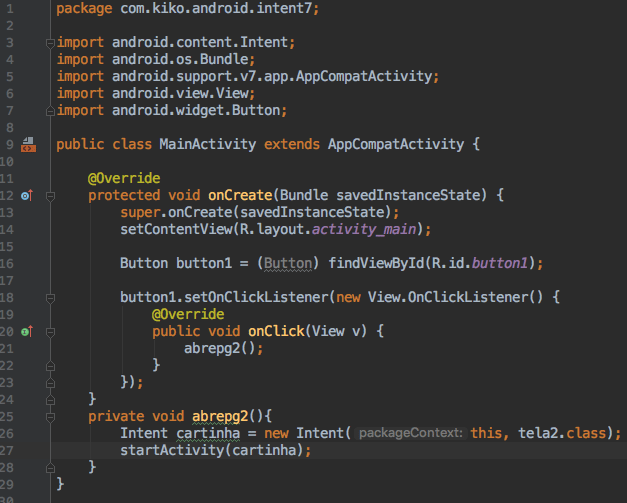 1 package com.kiko.android.intent7;
2
3 import android.content.Intent;
4 import android.os.Bundle;
5 import android.support.v7.app.AppCompatActivity;
6 import android.view.View;
7 import android.widget.Button;
8
9 public class MainActivity extends AppCompatActivity {
10
11 @Override
12 protected void onCreate(Bundle savedInstanceState) {
13 super.onCreate(savedInstanceState);
14 setContentView(R.layout.activity_main);
15
16 Button button1 = (Button) findViewById(R.id.button1);
17
18 button1.setOnClickListener(new View.OnClickListener() {
19 @Override
20 public void onClick(View v) {
21 abrepg2();
22 }
23 });
24 }
25 private void abrepg2(){
26 Intent cartinha = new Intent( packageContext: this, tela2.class);
27 startActivity(cartinha);
28 }
29 }